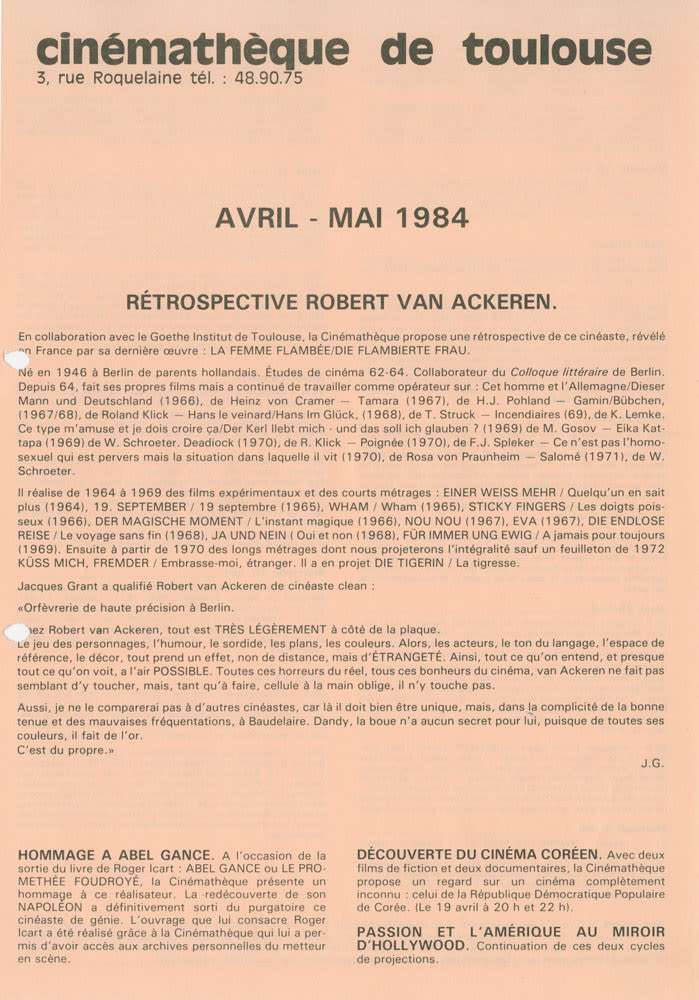 cinémathèque de toulouse
3, rue Roquelaine tél. : 48.90.75
AVRIL - MAI 1984
RÉTROSPECTIVE ROBERT VAN ACKEREN.
En collaboration avec le Goethe Institut de Toulouse, la Cinémathèque propose une rétrospective de ce cinéaste, révélé
en France par sa dernière œuvre : LA FEMME FLAMBÉE/DIE FLAMBIERTE FRAU.
Né en 1946 à Berlin de parents hollandais. Études de cinéma 62-64. Collaborateur du Colloque littéraire de Berlin.
Depuis 64, fait ses propres films mais a continué de travailler comme opérateur sur : Cet homme et l'Allemagne/Dieser
Mann und Deutschland (1966), de Heinz von Cramer — Tamara (1967), de H.J. Pohland — Gamin/Bübchen,
(1967/68), de Roland Klick — Hans le veinard/Hans Im Glück, (1968), de T. Struck — Incendiaires (69), de K. Lemke.
Ce type m'amuse et je dois croire ça/Der Kerl llebt mich - und das soll ich glauben ? (1969) de M. Gosov — Eika Kat-
tapa (1969) de W. Schroeter. Deadiock (1970), de R. Klick — Poignée (1970), de F.J. Spleker — Ce n'est pas l'homo-
sexuel qui est pervers mais la situation dans laquelle il vit (1970), de Rosa von Praunheim — Salomé (1971), de W.
Schroeter.
Il réalise de 1964 à 1969 des films expérimentaux et des courts métrages : EINER WEISS MEHR / Quelqu'un en sait
plus (1964), 19. SEPTEMBER / 19 septembre (1965), WHAM / Wham (1965), STICKY FINGERS / Les doigts pois-
seux (1966), DER MAGISCHE MOMENT / L'instant magique (1966), NOU NOU (1967), EVA (1967), DIE ENDLOSE
REISE / Le voyage sans fin (1968), JA UND NEIN ( Oui et non (1968), FÜR IMMER UNG EWIG / A jamais pour toujours
(1969). Ensuite à partir de 1970 des longs métrages dont nous projeterons l'intégralité sauf un feuilleton de 1972
KÜSS MICH, FREMDER / Embrasse-moi, étranger. Il a en projet DIE TIGERIN / La tigresse.
Jacques Grant a qualifié Robert van Ackeren de cinéaste clean :
«Orfèvrerie de haute précision à Berlin.
Chez Robert van Ackeren, tout est TRÈS LÉGÈREMENT à côté de la plaque.
Le jeu des personnages, l'humour, le sordide, les plans, les couleurs. Alors, les acteurs, le ton du langage, l'espace de
référence, le décor, tout prend un effet, non de distance, mais d'ÉTRANGETÉ. Ainsi, tout ce qu'on entend, et presque
tout ce qu'on voit, a l'air POSSIBLE. Toutes ces horreurs du réel, tous ces bonheurs du cinéma, van Ackeren ne fait pas
semblant d'y toucher, mais, tant qu'à faire, cellule à la main oblige, il n'y touche pas.
Aussi, je ne le comparerai pas à d'autres cinéastes, car là il doit bien être unique, mais, dans la complicité de la bonne
tenue et des mauvaises fréquentations, à Baudelaire. Dandy, la boue n'a aucun secret pour lui, puisque de toutes ses
couleurs, il fait de l'or.
C'est du propre.»
J.G.
HOMMAGE A ABEL GANCE. A l'occasion de la
sortie du livre de Roger Icart : ABEL GANCE ou LE PRO-
METHÉE FOUDROYÉ, la Cinémathèque présente un
hommage à ce réalisateur. La redécouverte de son
NAPOLÉON a définitivement sorti du purgatoire ce
cinéaste de génie. L'ouvrage que lui consacre Roger
Icart a été réalisé grâce à la Cinémathèque qui lui a per-
mis d'avoir accès aux archives personnelles du metteur
en scène.
DÉCOUVERTE DU CINÉMA CORÉEN. Avec deux
films de fiction et deux documentaires, la Cinémathèque
propose un regard sur un cinéma complètement
inconnu : celui de la République Démocratique Populaire
de Corée. (Le 19 avril à 20 h et 22 h).
PASSION ET L'AMÉRIQUE AU MIROIR
D'HOLLYWOOD. Continuation de ces deux cycles
de projections.